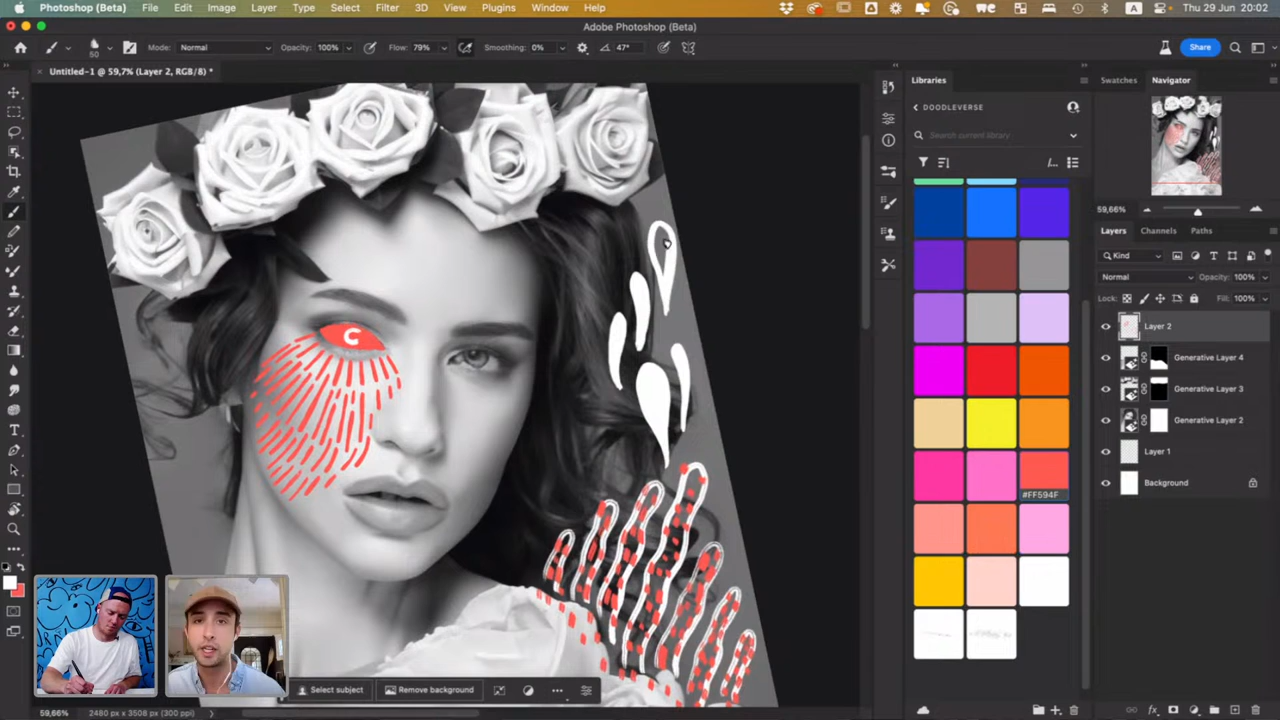 Photoshop (Beta) File Edit Image Layer Type Select Filter 3D View Plugins Window Help Thu 29 Jun 20:02
Adobe Photoshop (Beta)
Mode: Normal Opacity: 100% Flow: 79% Smoothing: 0% 47° Share
50
Untitled-1 @ 59,7% (Layer 2, RGB/8) *
Libraries
Swatches Navigator
DOODLEVERSE
Search current library
59,66%
Layers Channels Paths
Kind
Normal Opacity: 100%
Lock: Fill: 100%
Layer 2
Generative Layer 4
Generative Layer 3
Generative Layer 2
Layer 1
Background
#FF594F
Select subject Remove background
59,66% 2480 px x 3508 px (300 ppi)